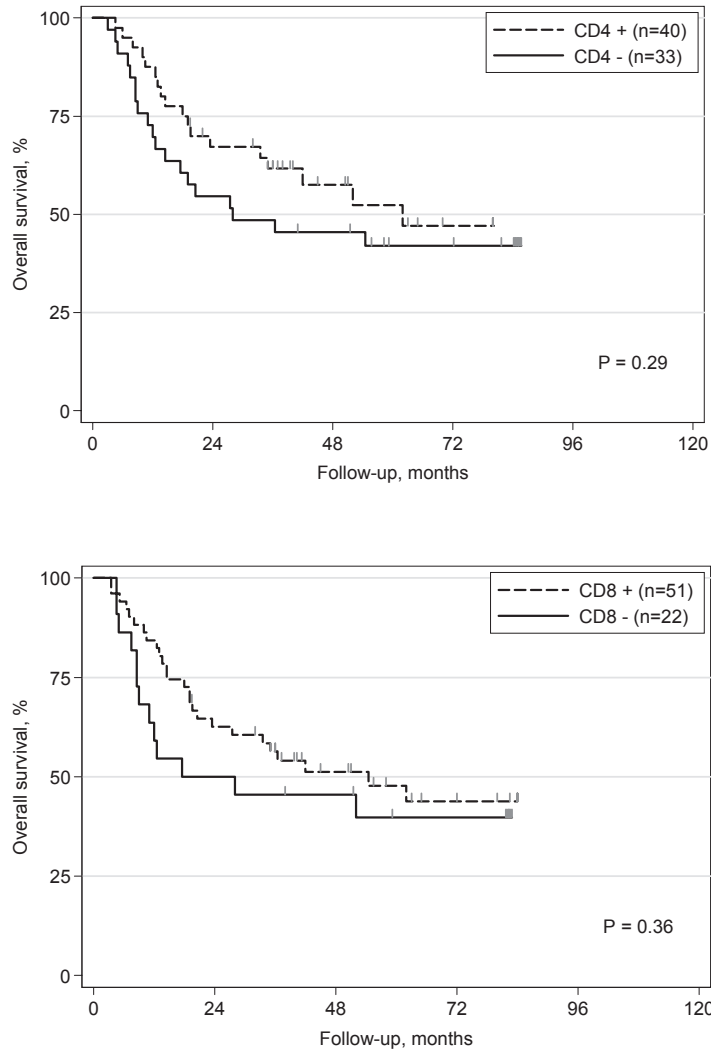 100
75
50
25
0
Overall survival, %
CD4 + (n=40)
CD4 - (n=33)
P = 0.29
0 24 48 72 96 120
Follow-up, months
100
75
50
25
0
Overall survival, %
CD8 + (n=51)
CD8 - (n=22)
P = 0.36
0 24 48 72 96 120
Follow-up, months